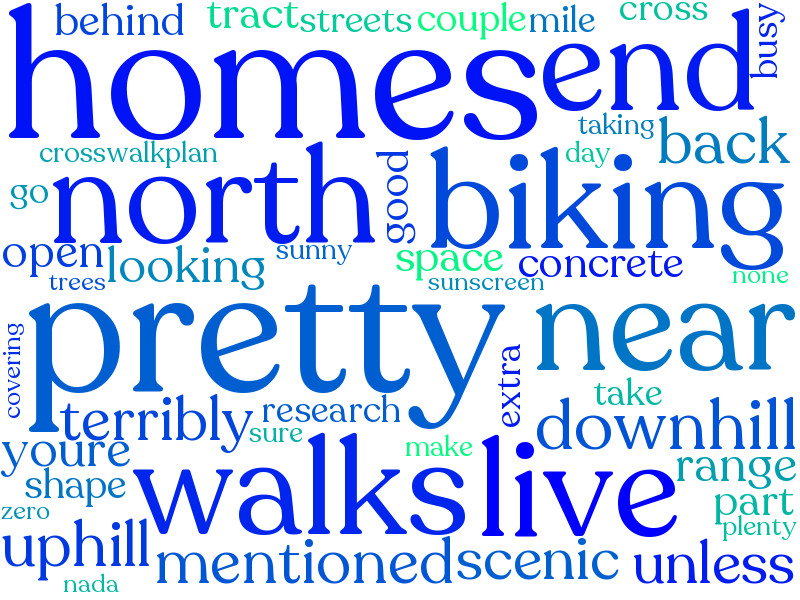 behind tract streets couple mile cross
busy
homes end
taking back
crosswalkplan day
go north good biking
open looking sunny space concrete
trees sunscreen none
pretty near
covering extra
terribly research take
youre sure make downhill
shape walks live range
zero part
uphill plenty
mentioned scenic unless
nada